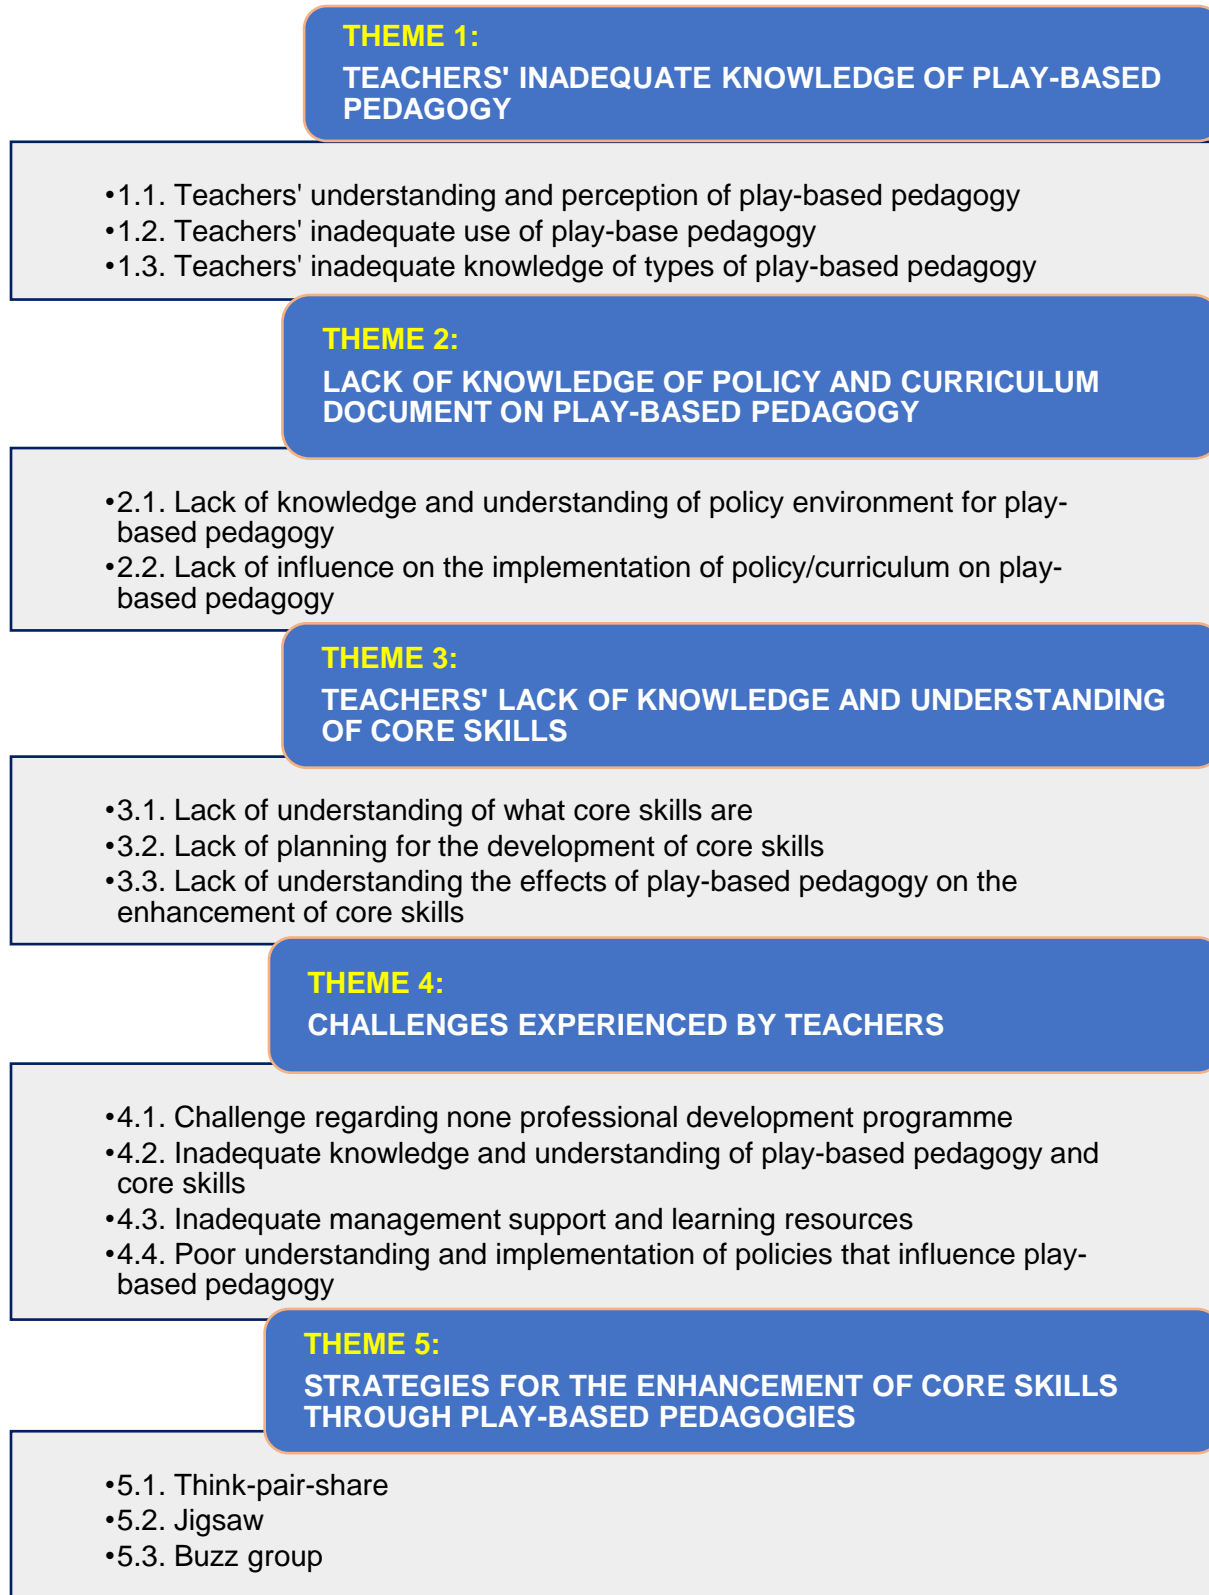 THEME 1:
TEACHERS' INADEQUATE KNOWLEDGE OF PLAY-BASED
PEDAGOGY
•1.1. Teachers' understanding and perception of play-based pedagogy
•1.2. Teachers' inadequate use of play-base pedagogy
•1.3. Teachers' inadequate knowledge of types of play-based pedagogy
THEME 2:
LACK OF KNOWLEDGE OF POLICY AND CURRICULUM
DOCUMENT ON PLAY-BASED PEDAGOGY
•2.1. Lack of knowledge and understanding of policy environment for play-
based pedagogy
•2.2. Lack of influence on the implementation of policy/curriculum on play-
based pedagogy
THEME 3:
TEACHERS' LACK OF KNOWLEDGE AND UNDERSTANDING
OF CORE SKILLS
•3.1. Lack of understanding of what core skills are
•3.2. Lack of planning for the development of core skills
•3.3. Lack of understanding the effects of play-based pedagogy on the
enhancement of core skills
THEME 4:
CHALLENGES EXPERIENCED BY TEACHERS
•4.1. Challenge regarding none professional development programme
•4.2. Inadequate knowledge and understanding of play-based pedagogy and
core skills
•4.3. Inadequate management support and learning resources
•4.4. Poor understanding and implementation of policies that influence play-
based pedagogy
THEME 5:
STRATEGIES FOR THE ENHANCEMENT OF CORE SKILLS
THROUGH PLAY-BASED PEDAGOGIES
•5.1. Think-pair-share
•5.2. Jigsaw
•5.3. Buzz group